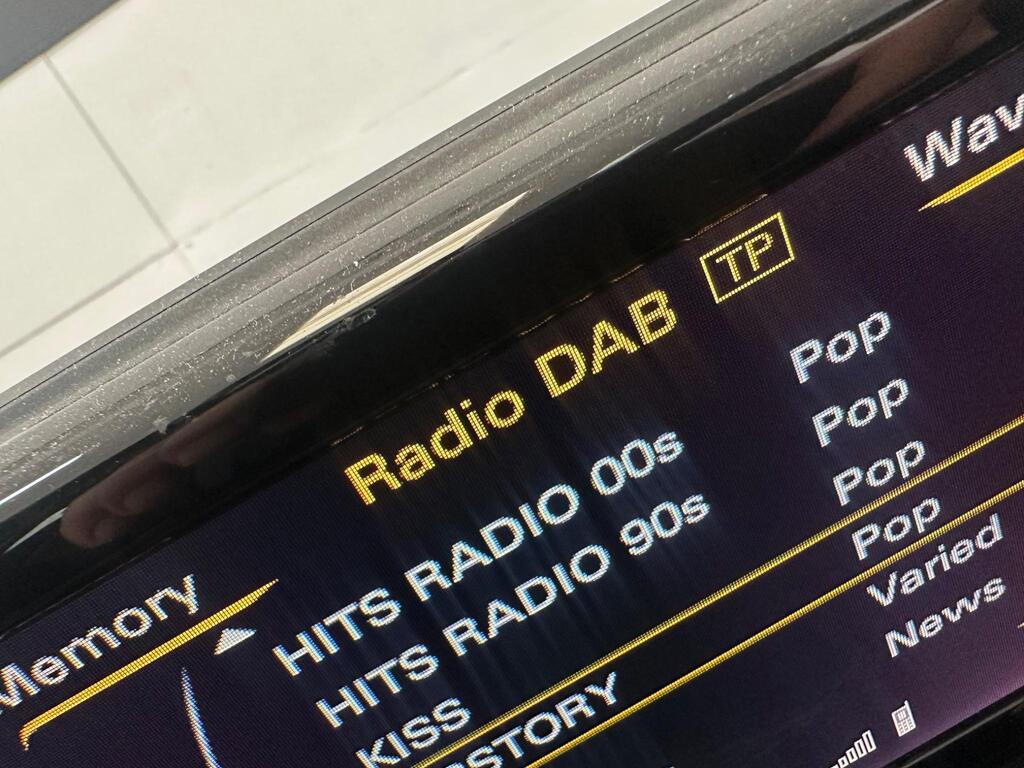 Wav
Radio DAB TP
HITS RADIO 00s Pop
HITS RADIO 90s Pop
KISS Pop
STORY Pop
Varied
News
Memory